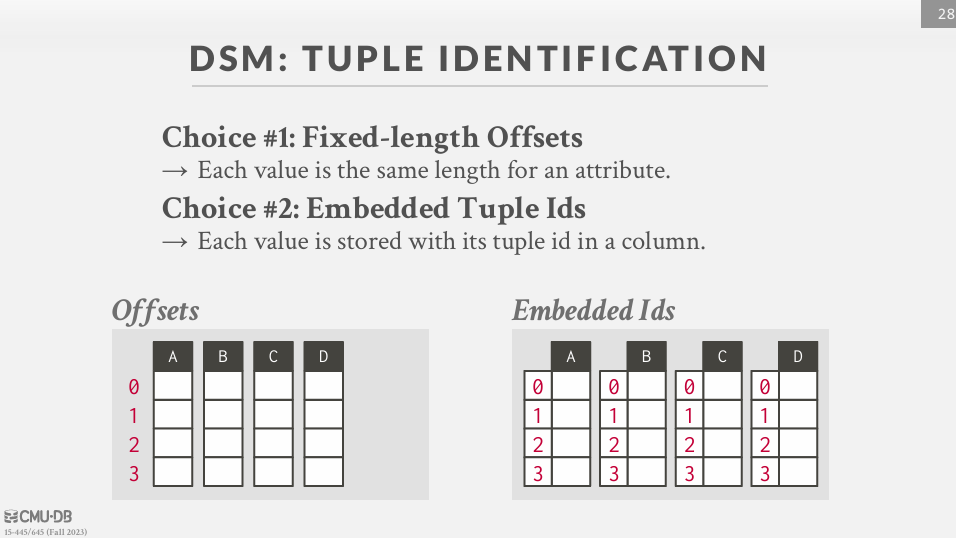 28
DSM: TUPLE IDENTIFICATION
Choice #1: Fixed-length Offsets
→ Each value is the same length for an attribute.
Choice #2: Embedded Tuple Ids
→ Each value is stored with its tuple id in a column.
Offsets
A B C D
0
1
2
3
Embedded Ids
A B C D
0 0 0 0
1 1 1 1
2 2 2 2
3 3 3 3
CMU·DB
15-445/645 (Fall 2023)